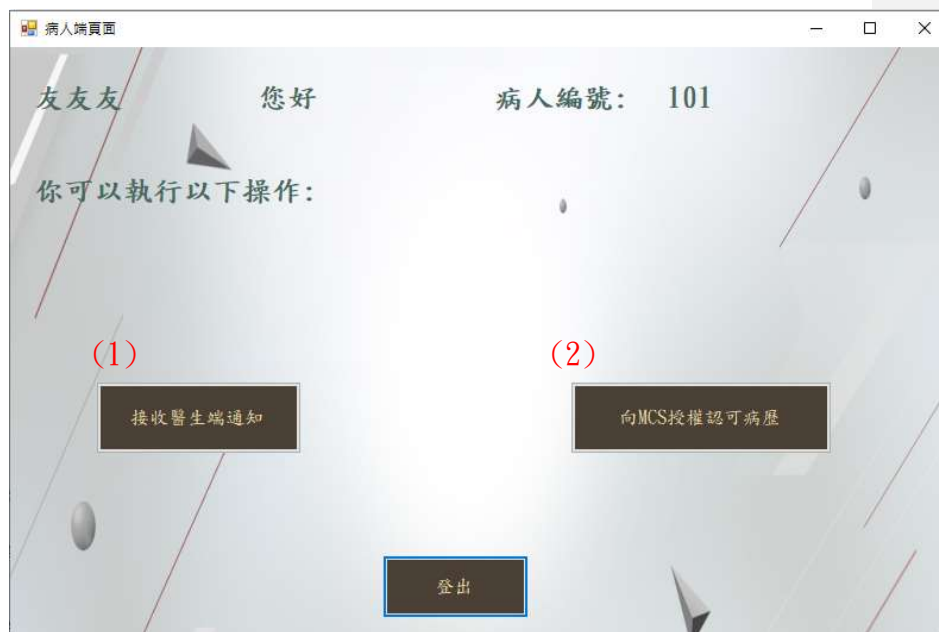 病人端頁面
友友友 您好 病人編號: 101
你可以執行以下操作:
(1) (2)
接收醫生端通知 向MCS授權認可病歷
登出